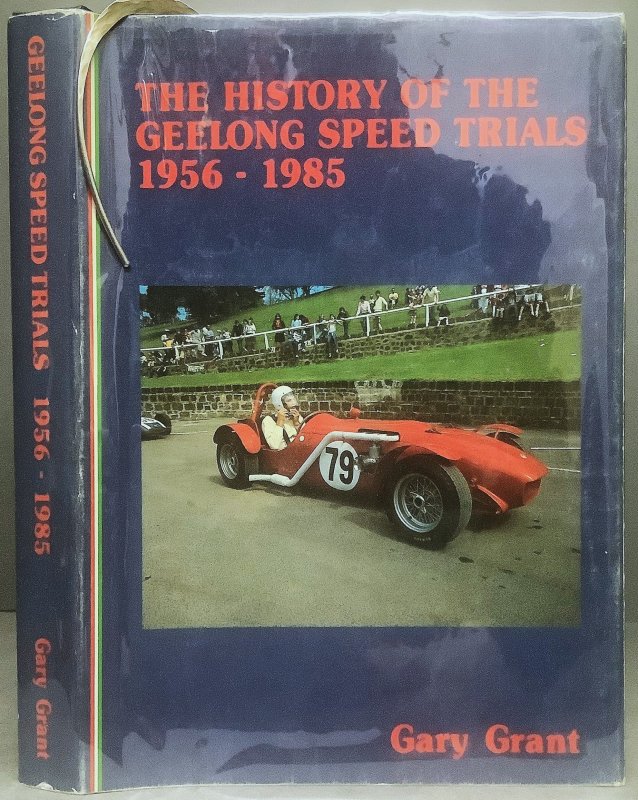 GEELONG SPEED TRIALS 1956 - 1985
Gary Grant
THE HISTORY OF THE
GEELONG SPEED TRIALS
1956 - 1985
79
Gary Grant